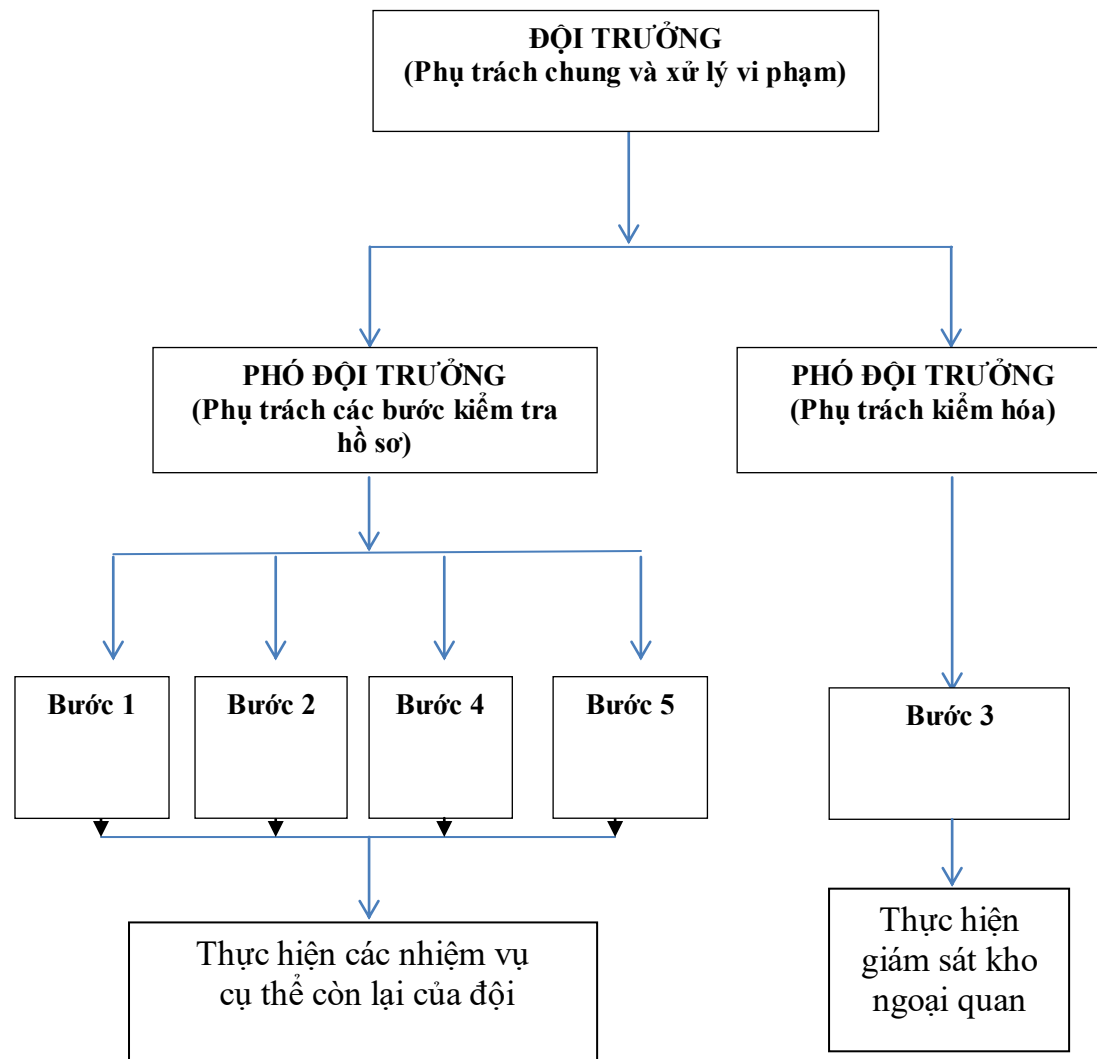 ĐỘI TRƯỞNG
(Phụ trách chung và xử lý vi phạm)
PHÓ ĐỘI TRƯỞNG
(Phụ trách các bước kiểm tra
hồ sơ)
PHÓ ĐỘI TRƯỞNG
(Phụ trách kiểm hóa)
Bước 1
Bước 2
Bước 4
Bước 5
Bước 3
Thực hiện các nhiệm vụ
cụ thể còn lại của đội
Thực hiện
giám sát kho
ngoại quan